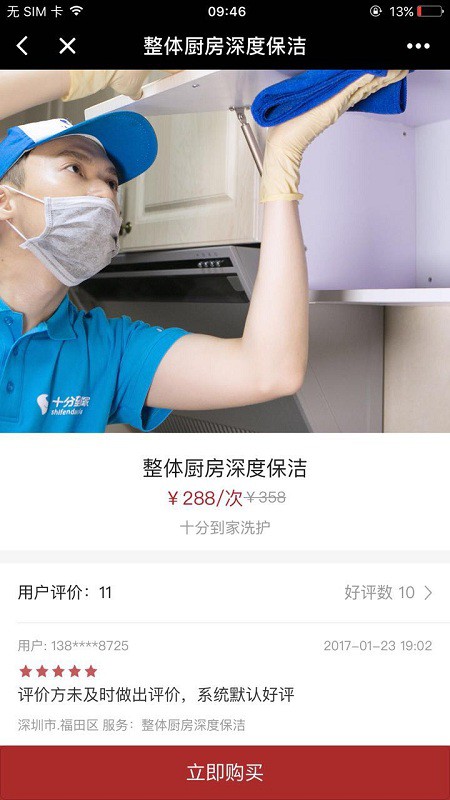 无 SIM 卡 09:46 13%
整体厨房深度保洁
十分到家
shifendaojia
整体厨房深度保洁
￥288/次￥358
十分到家洗护
用户评价：11 好评数 10
用户: 138****8725 2017-01-23 19:02
评价方未及时做出评价，系统默认好评
深圳市.福田区 服务：整体厨房深度保洁
立即购买